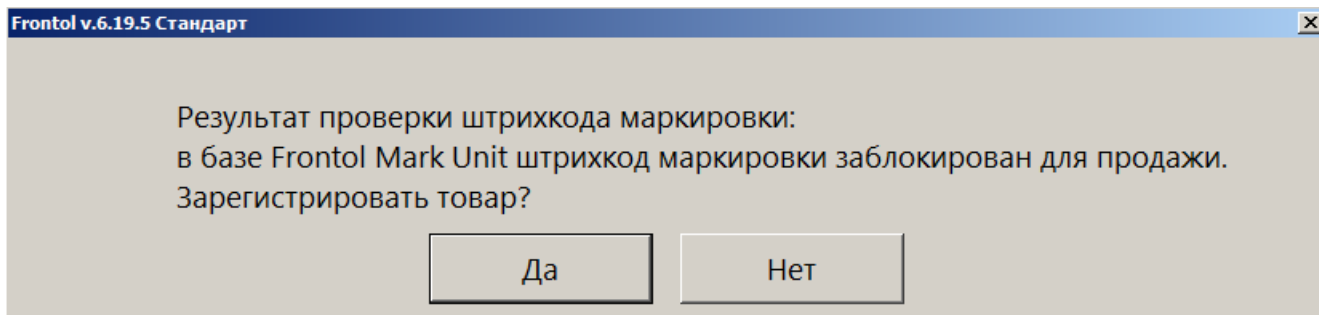 Frontol v.6.19.5 Стандарт
Результат проверки штрихкода маркировки:
в базе Frontol Mark Unit штрихкод маркировки заблокирован для продажи.
Зарегистрировать товар?
Да Нет